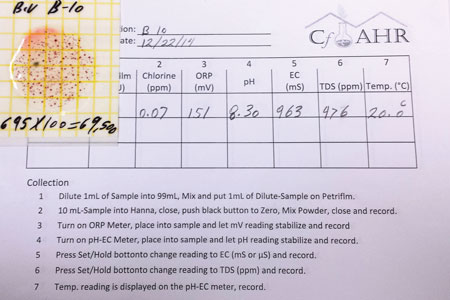 B.V B-10
695 X 100 = 69,500
ion: B 10
ate: 12/22/14
CfAHR
2 3 4 5 6 7
ilm Chlorine ORP pH EC TDS (ppm) Temp. (°C)
(ppm) (mV) (mS)
0.07 151 8.30 963 476 20.0 C
Collection
1 Dilute 1mL of Sample into 99mL, Mix and put 1mL of Dilute-Sample on Petriflm.
2 10 mL-Sample into Hanna, close, push black button to Zero, Mix Powder, close and record.
3 Turn on ORP Meter, place into sample and let mV reading stabilize and record
4 Turn on pH-EC Meter, place into sample and let pH reading stabilize and record.
5 Press Set/Hold bottonto change reading to EC (mS or µS) and record.
6 Press Set/Hold bottonto change reading to TDS (ppm) and record.
7 Temp. reading is displayed on the pH-EC meter, record.